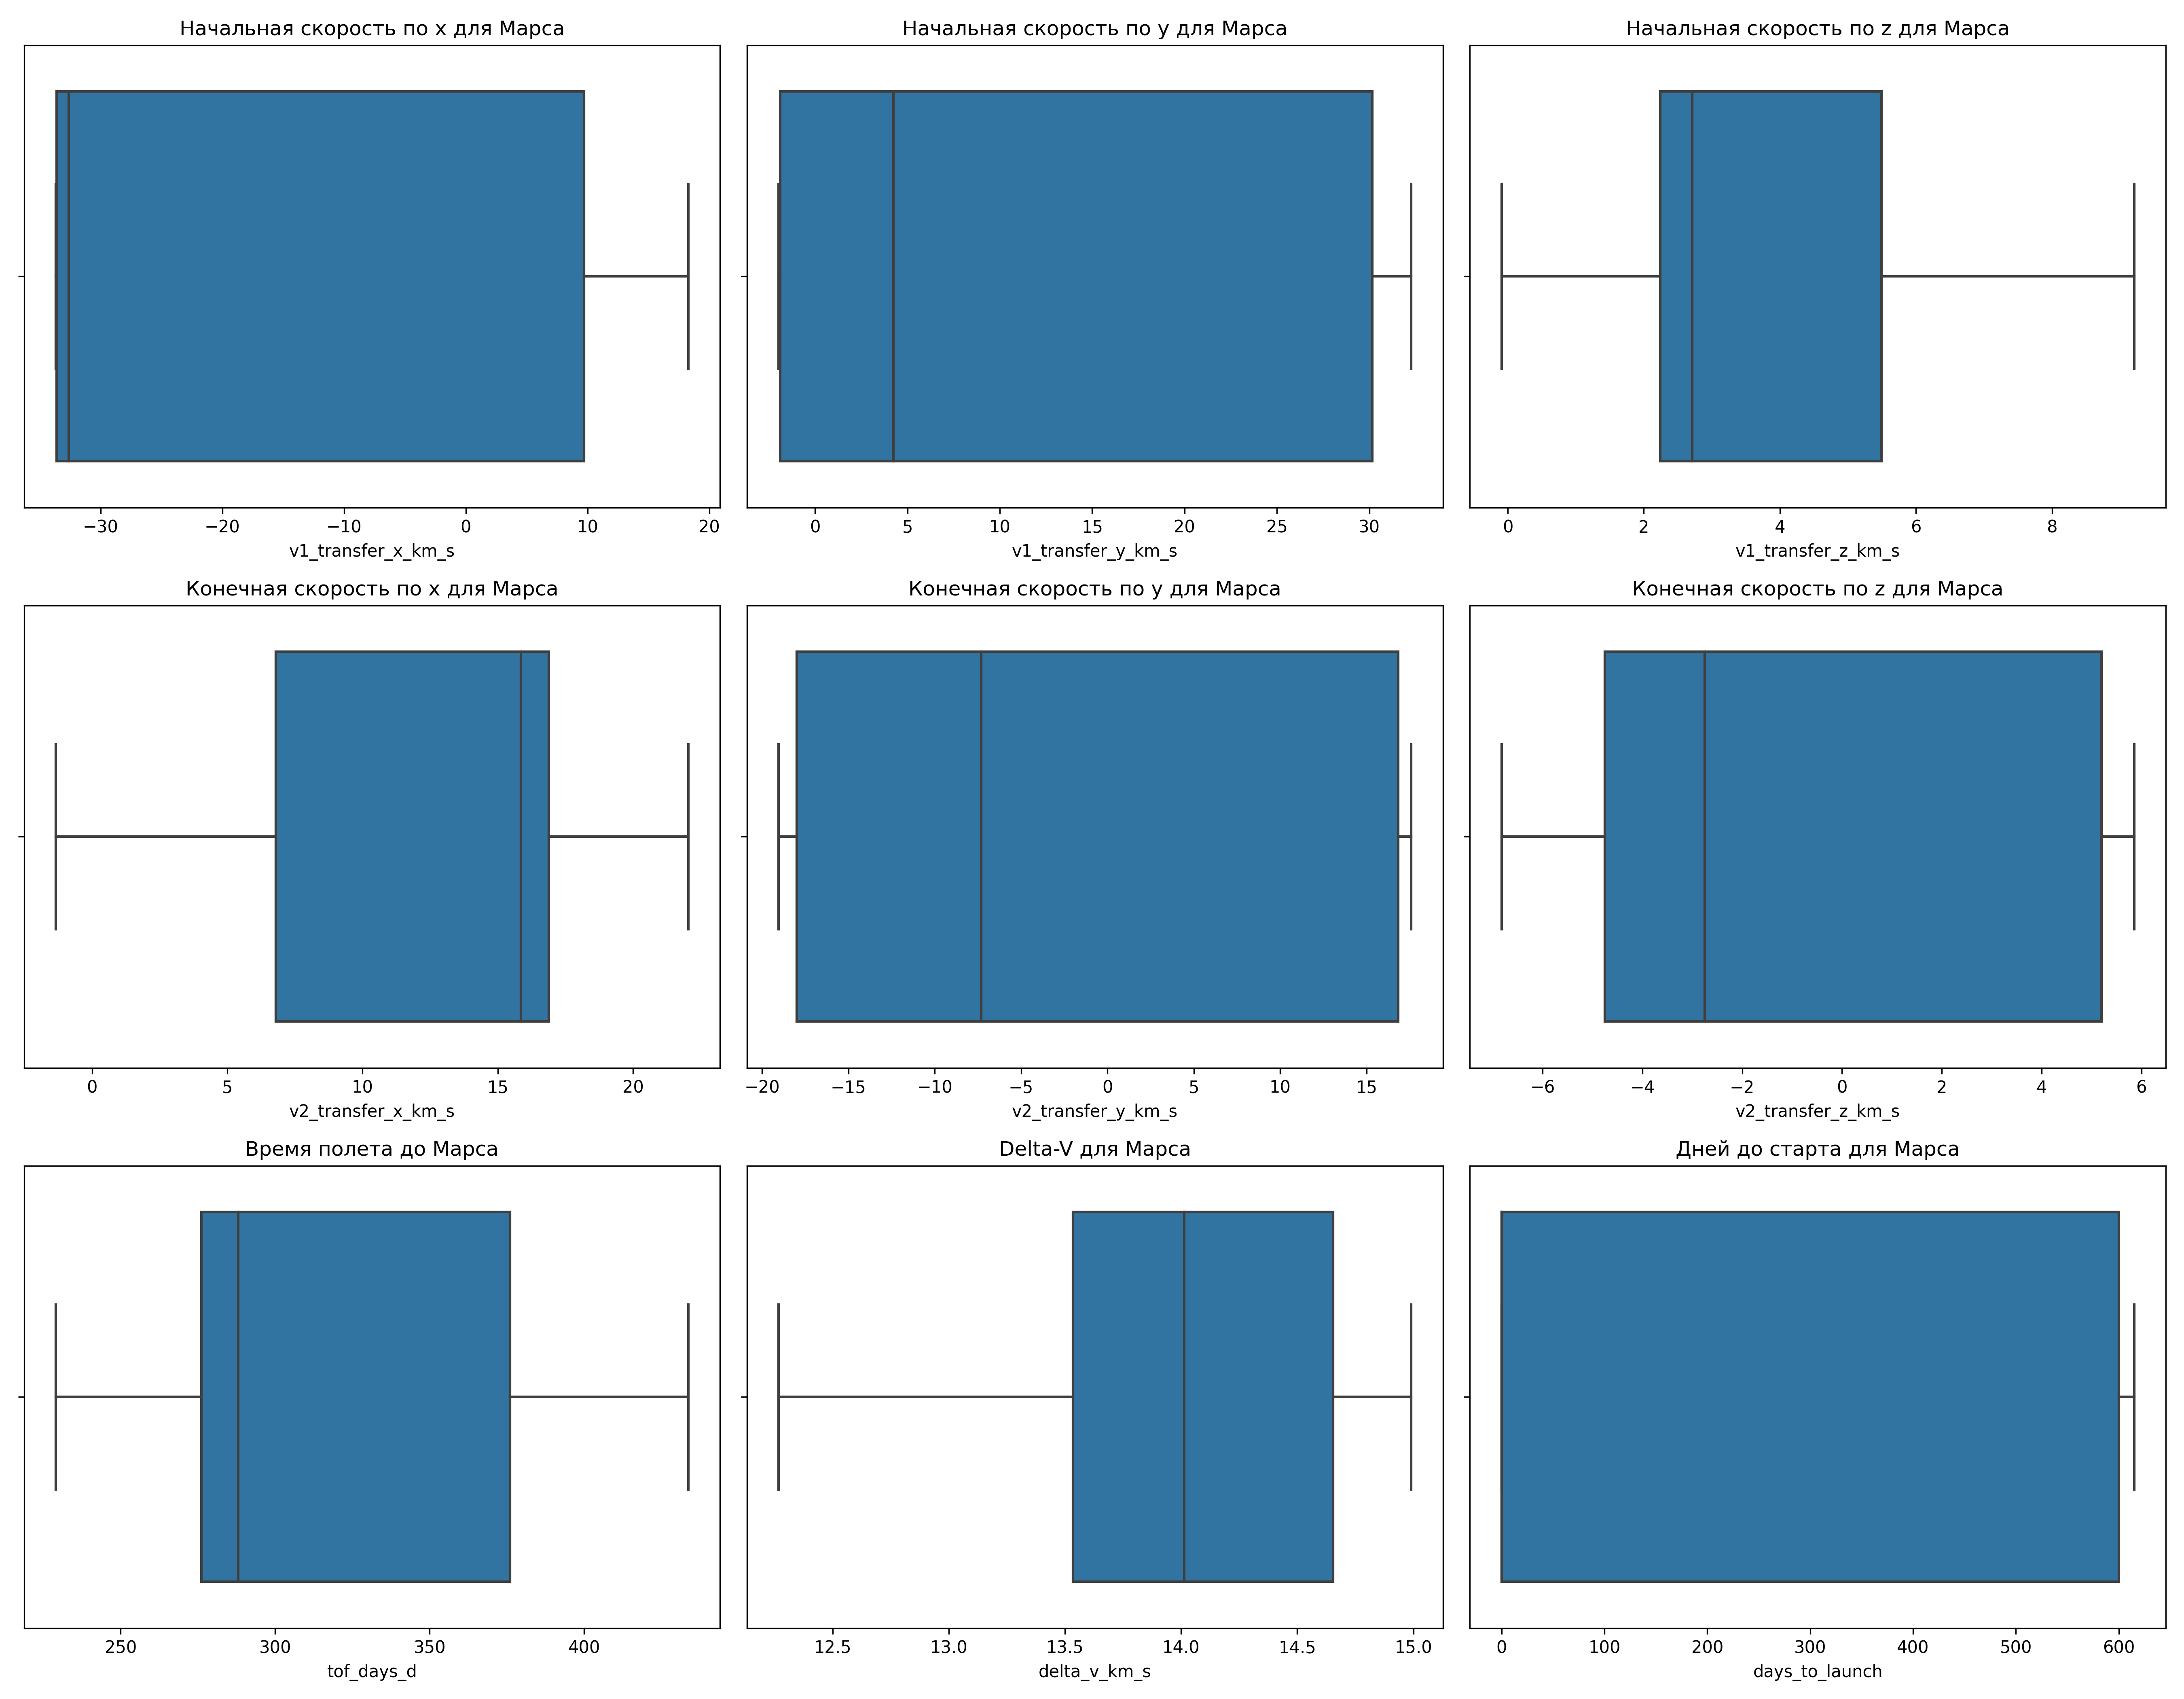 Начальная скорость по x для Марса
Начальная скорость по y для Марса
Начальная скорость по z для Марса
−30 −20 −10 0 10 20
0 5 10 15 20 25 30
0 2 4 6 8
v1_transfer_x_km_s
v1_transfer_y_km_s
v1_transfer_z_km_s
Конечная скорость по x для Марса
Конечная скорость по y для Марса
Конечная скорость по z для Марса
0 5 10 15 20
−20 −15 −10 −5 0 5 10 15
−6 −4 −2 0 2 4 6
v2_transfer_x_km_s
v2_transfer_y_km_s
v2_transfer_z_km_s
Время полета до Марса
Delta-V для Марса
Дней до старта для Марса
250 300 350 400
12.5 13.0 13.5 14.0 14.5 15.0
0 100 200 300 400 500 600
tof_days_d
delta_v_km_s
days_to_launch